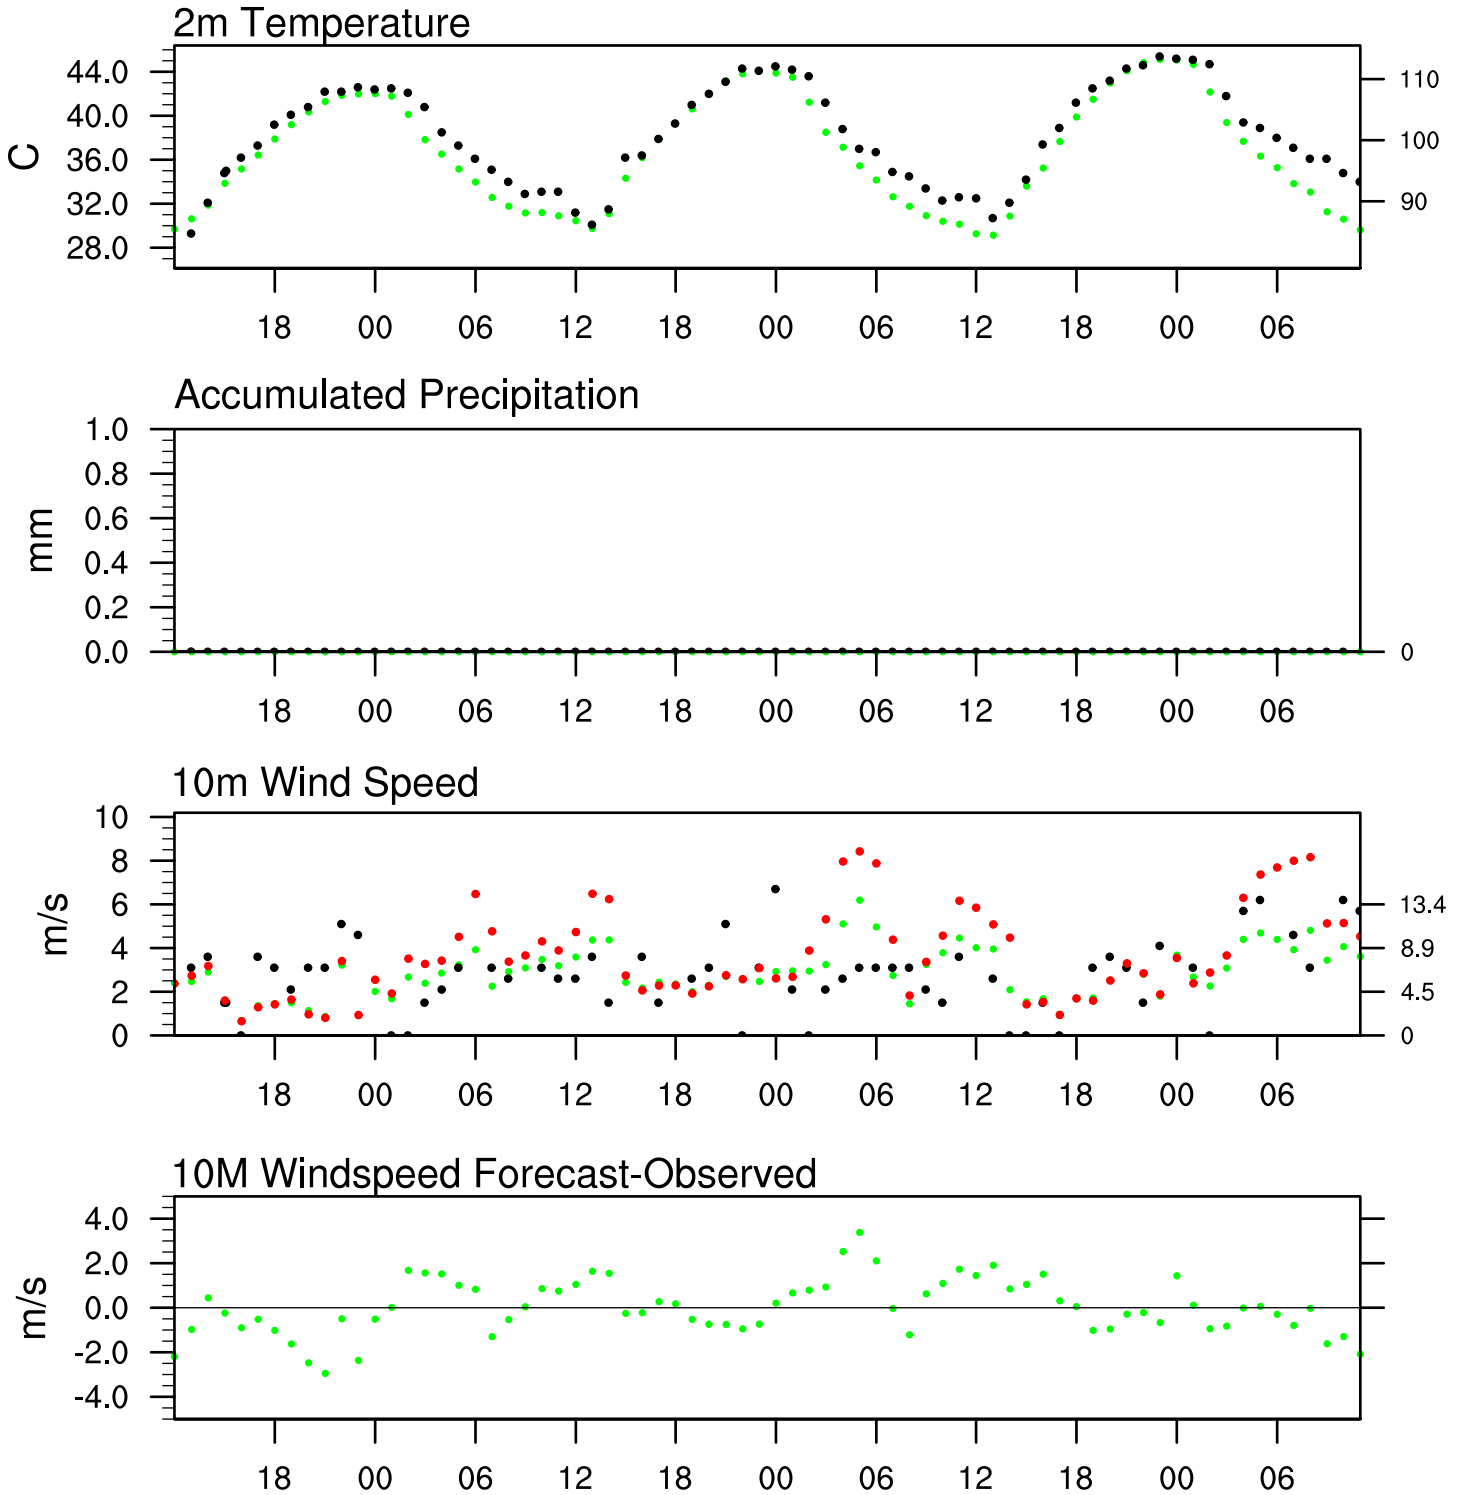 2m Temperature
44.0
40.0
36.0
32.0
28.0
C
110
100
90
18 00 06 12 18 00 06 12 18 00 06
Accumulated Precipitation
1.0
0.8
0.6
0.4
0.2
0.0
mm
0
18 00 06 12 18 00 06 12 18 00 06
10m Wind Speed
10
8
6
4
2
0
m/s
13.4
8.9
4.5
0
18 00 06 12 18 00 06 12 18 00 06
10M Windspeed Forecast-Observed
4.0
2.0
0.0
-2.0
-4.0
m/s
18 00 06 12 18 00 06 12 18 00 06